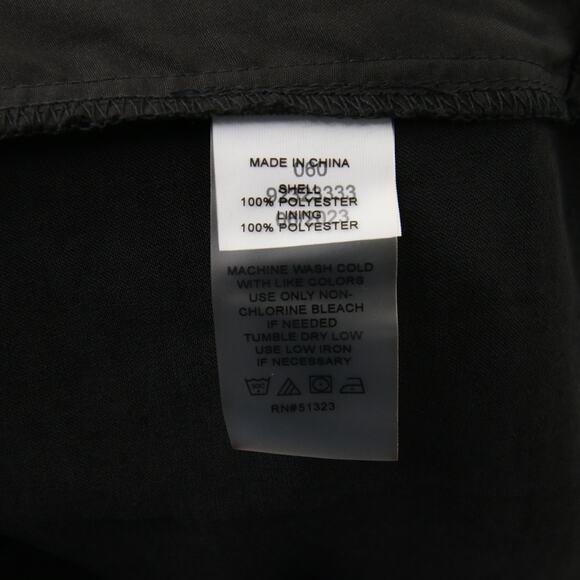 MADE IN CHINA
060
SHELL
100% POLYESTER
LINING
100% POLYESTER
MACHINE WASH COLD
WITH LIKE COLORS
USE ONLY NON-
CHLORINE BLEACH
IF NEEDED
TUMBLE DRY LOW
USE LOW IRON
IF NECESSARY
RN#51323